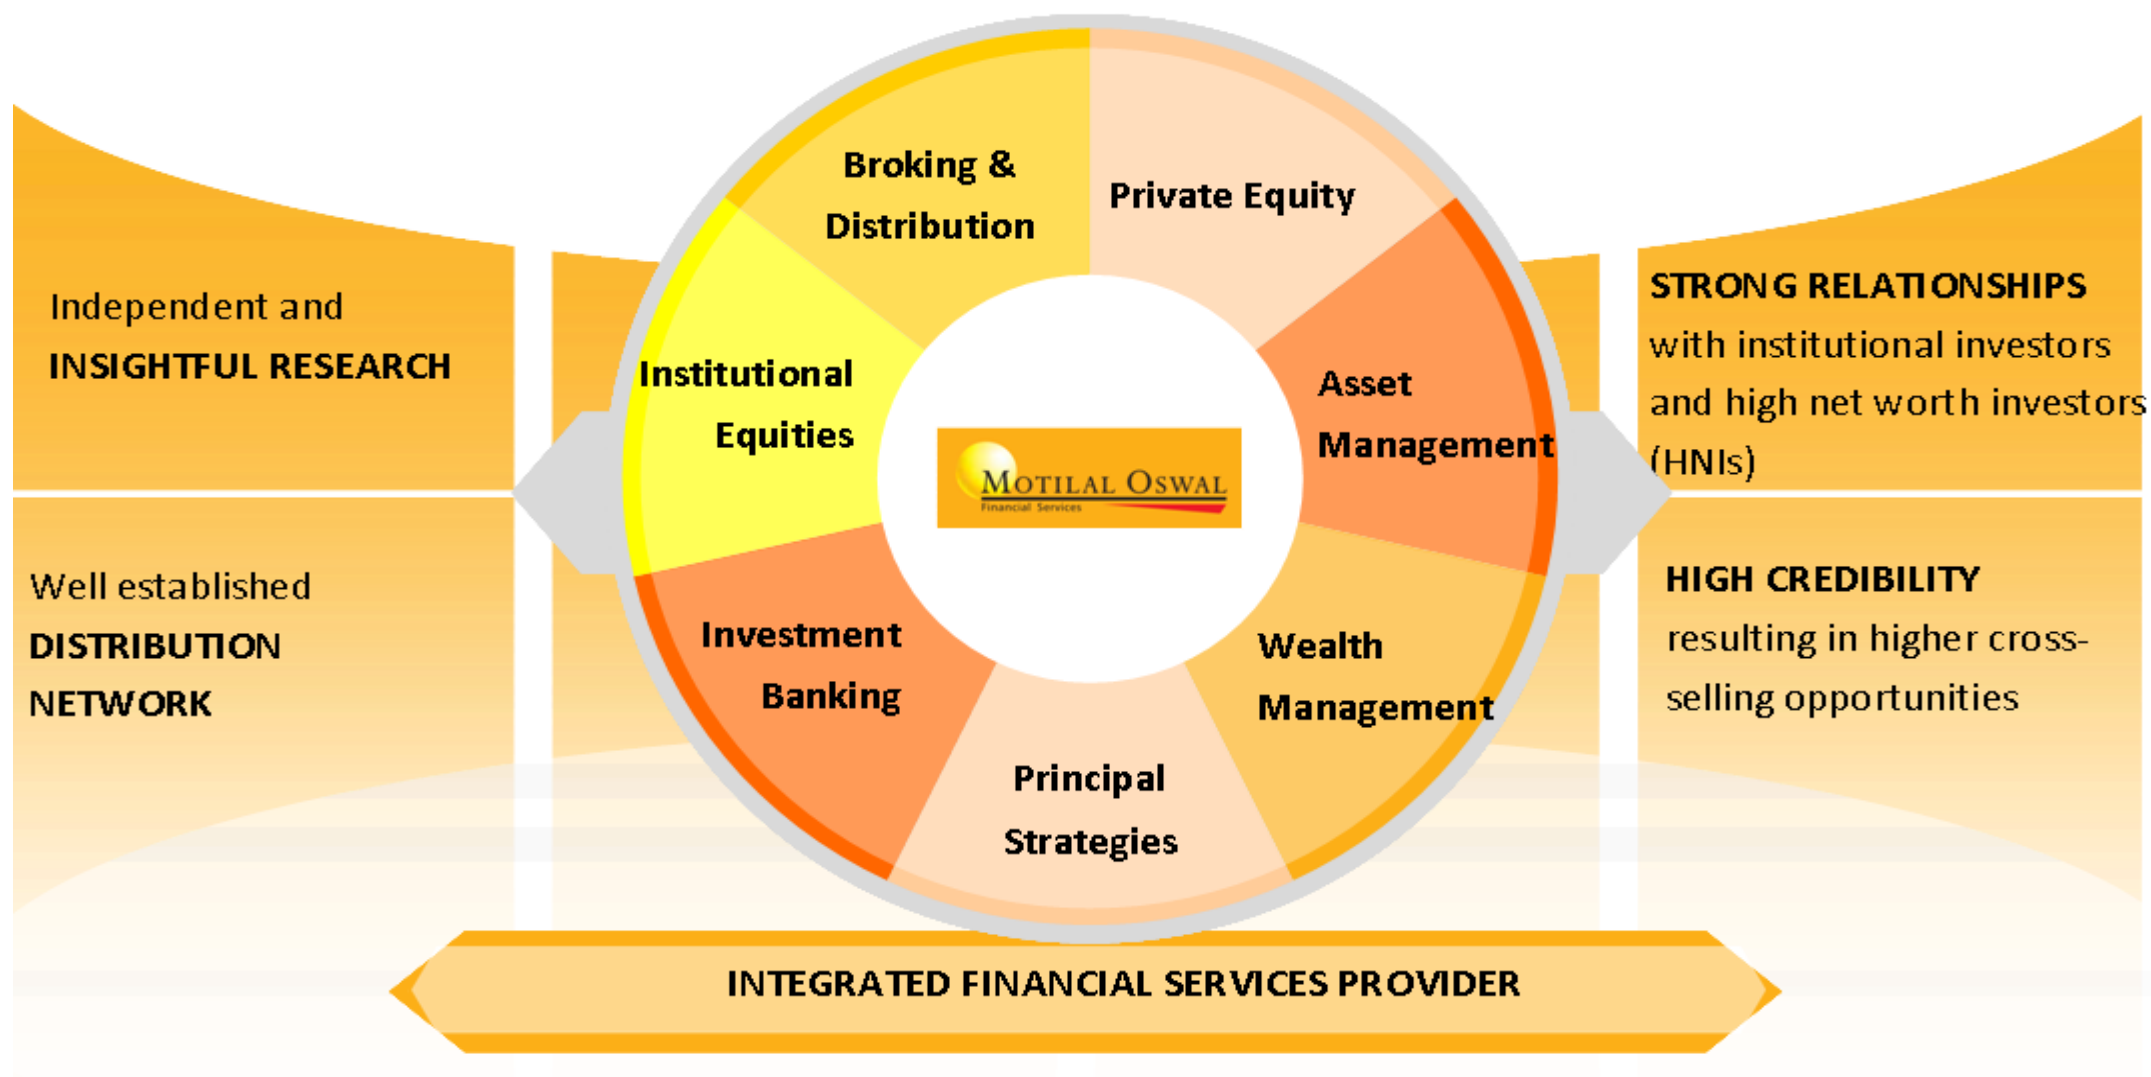 Broking &
Distribution
Private Equity
Independent and
INSIGHTFUL RESEARCH
Institutional
Equities
Asset
Management
STRONG RELATIONSHIPS
with institutional investors
and high net worth investors
(HNIs)
MOTILAL OSWAL
Financial Services
Well established
DISTRIBUTION
NETWORK
Investment
Banking
Wealth
Management
HIGH CREDIBILITY
resulting in higher cross-
selling opportunities
Principal
Strategies
INTEGRATED FINANCIAL SERVICES PROVIDER